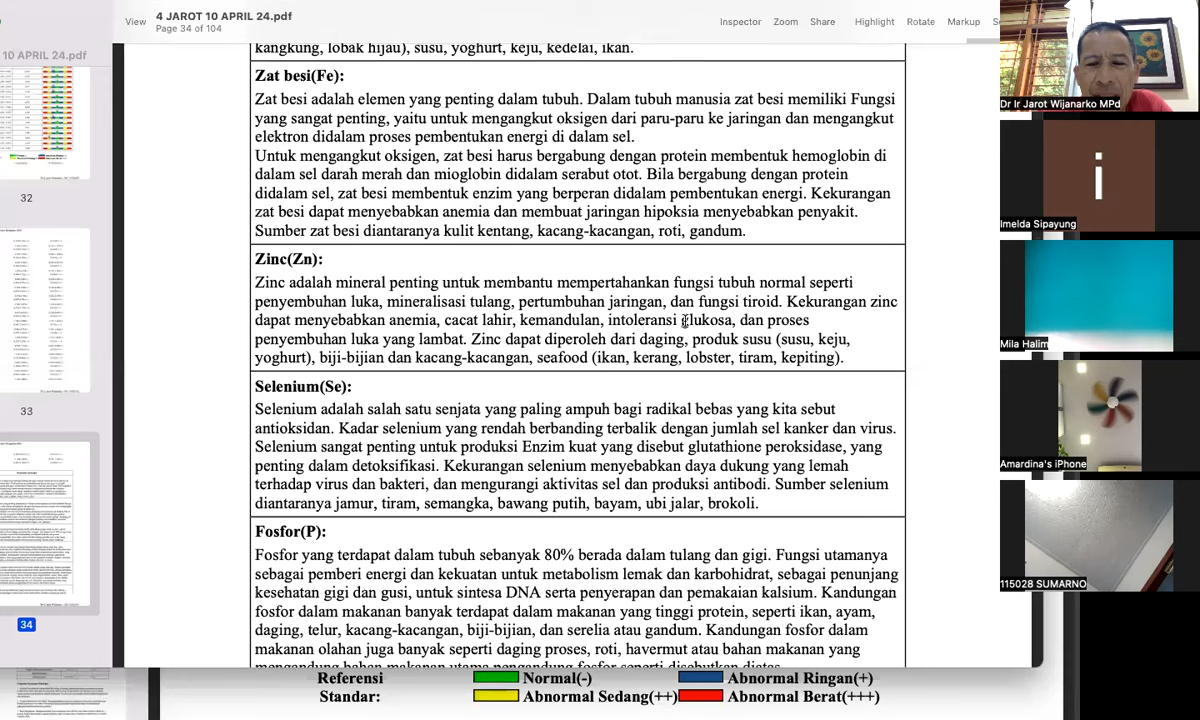 View
4 JAROT 10 APRIL 24.pdf
Page 34 of 104
Inspector
Zoom
Share
Highlight
Rotate
Markup
10 APRIL 24.pdf
32
33
34
kangkung, lobak hijau), susu, yoghurt, keju, kedelai, ikan.
Zat besi(Fe):
Zat besi adalah elemen yang penting dalam tubuh. Dalam tubuh manusia zat besi memiliki Fungsi
yang sangat penting, yaitu untuk mengangkut oksigen dari paru-paru ke jaringan dan mengangkut
elektron didalam proses pembentukan energi di dalam sel.
Untuk mengangkut oksigen, zat besi harus bergabung dengan protein membentuk hemoglobin di
dalam sel darah merah dan mioglobin didalam serabut otot. Bila bergabung dengan protein
didalam sel, zat besi membentuk enzim yang berperan didalam pembentukan energi. Kekurangan
zat besi dapat menyebabkan anemia dan membuat jaringan hipoksia menyebabkan penyakit.
Sumber zat besi diantaranya kulit kentang, kacang-kacangan, roti, gandum.
Zinc(Zn):
Zinc adalah mineral penting untuk membantu mempertahankan fungsi tubuh normal seperti
penyembuhan luka, mineralisasi tulang, pertumbuhan jaringan, dan fungsi tiroid. Kekurangan zinc
dapat menyebabkan anemia, cacat lahir, kemandulan, intoleransi glukosa, dan proses
penyembuhan luka yang lambat. Zinc dapat diperoleh dari daging, produk susu (susu, keju,
yoghurt), biji-bijian dan kacang-kacangan, seafood (ikan, kerang, lobster, tiram, kepiting).
Selenium(Se):
Selenium adalah salah satu senjata yang paling ampuh bagi radikal bebas yang kita sebut
antioksidan. Kadar selenium yang rendah berbanding terbalik dengan jumlah sel kanker dan virus.
Selenium sangat penting untuk produksi Enzim kuat yang disebut glutathione peroksidase, yang
penting dalam detoksifikasi. Kekurangan selenium menyebabkan daya dukung yang lemah
terhadap virus dan bakteri, dan mengurangi aktivitas sel dan produksi antibodi. Sumber selenium
diantaranya jamur, tiram, semangka, bawang putih, bayam, ubi jalar, brokoli.
Fosfor(P):
Fosfor yang terdapat dalam tubuh, sebanyak 80% berada dalam tulang dan gigi. Fungsi utamanya
sebagai pemberi energi dan kekuatan untuk metabolism lemak dan karbohidrat, sebagai penunjang
kesehatan gigi dan gusi, untuk sintesa DNA serta penyerapan dan pemakaian kalsium. Kandungan
fosfor dalam makanan banyak terdaat dalam makanan yang tinggi protein, seperti ikan, ayam,
daging, telur, kacang-kacangan, biji-bijian, dan serelia atau gandum. Kandungan fosfor dalam
makanan olahan juga banyak seperti daging proses, roti, havermut atau bahan makanan yang
mengandung bahan makanan utama pengandung fosfor seperti disebutkan diatas.
Referensi
Standar:
Normal(-)
Abnormal Ringan(+)
Abnormal Sedang(++)
Abnormal Berat(+++)
Dr Ir Jarot Wijanarko MPd
i
Imelda Sipayung
Mila Halim
Amardina's iPhone
115028 SUMARNO